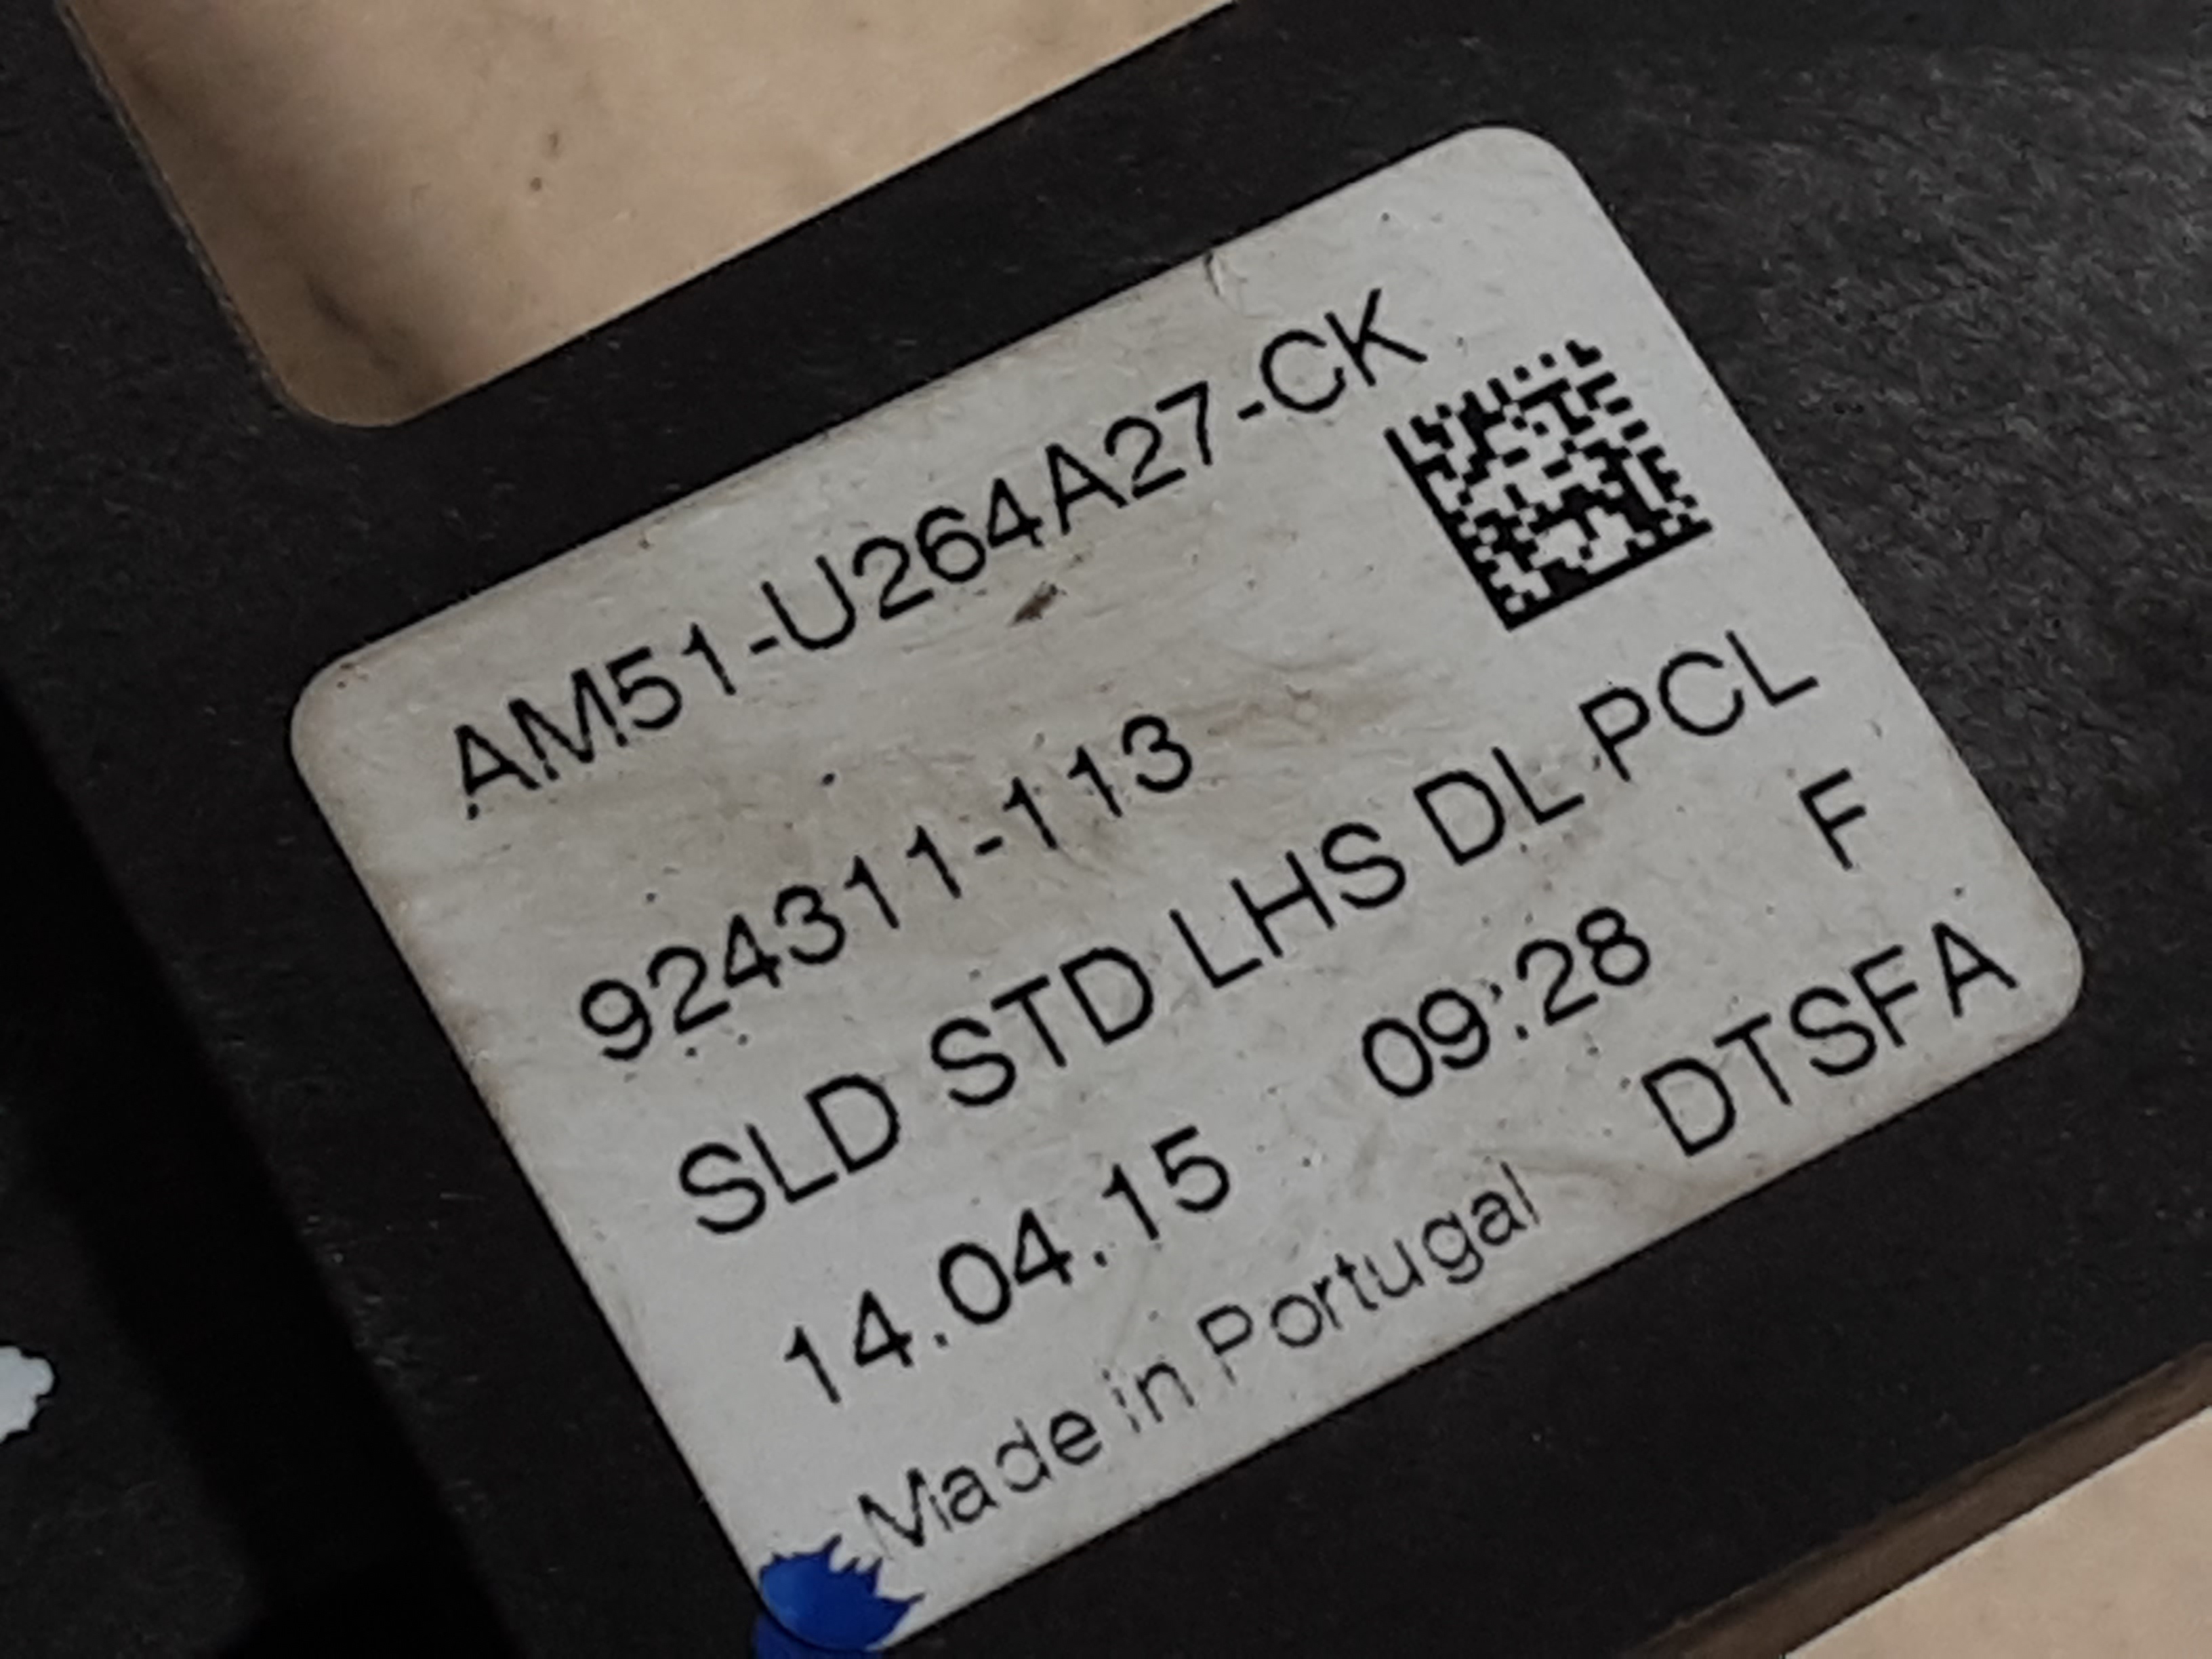 AM51-U264A27-CK
924311-113
SLD STD LHS DL PCL
14.04.15 09:28 F
Made in Portugal DTSFA